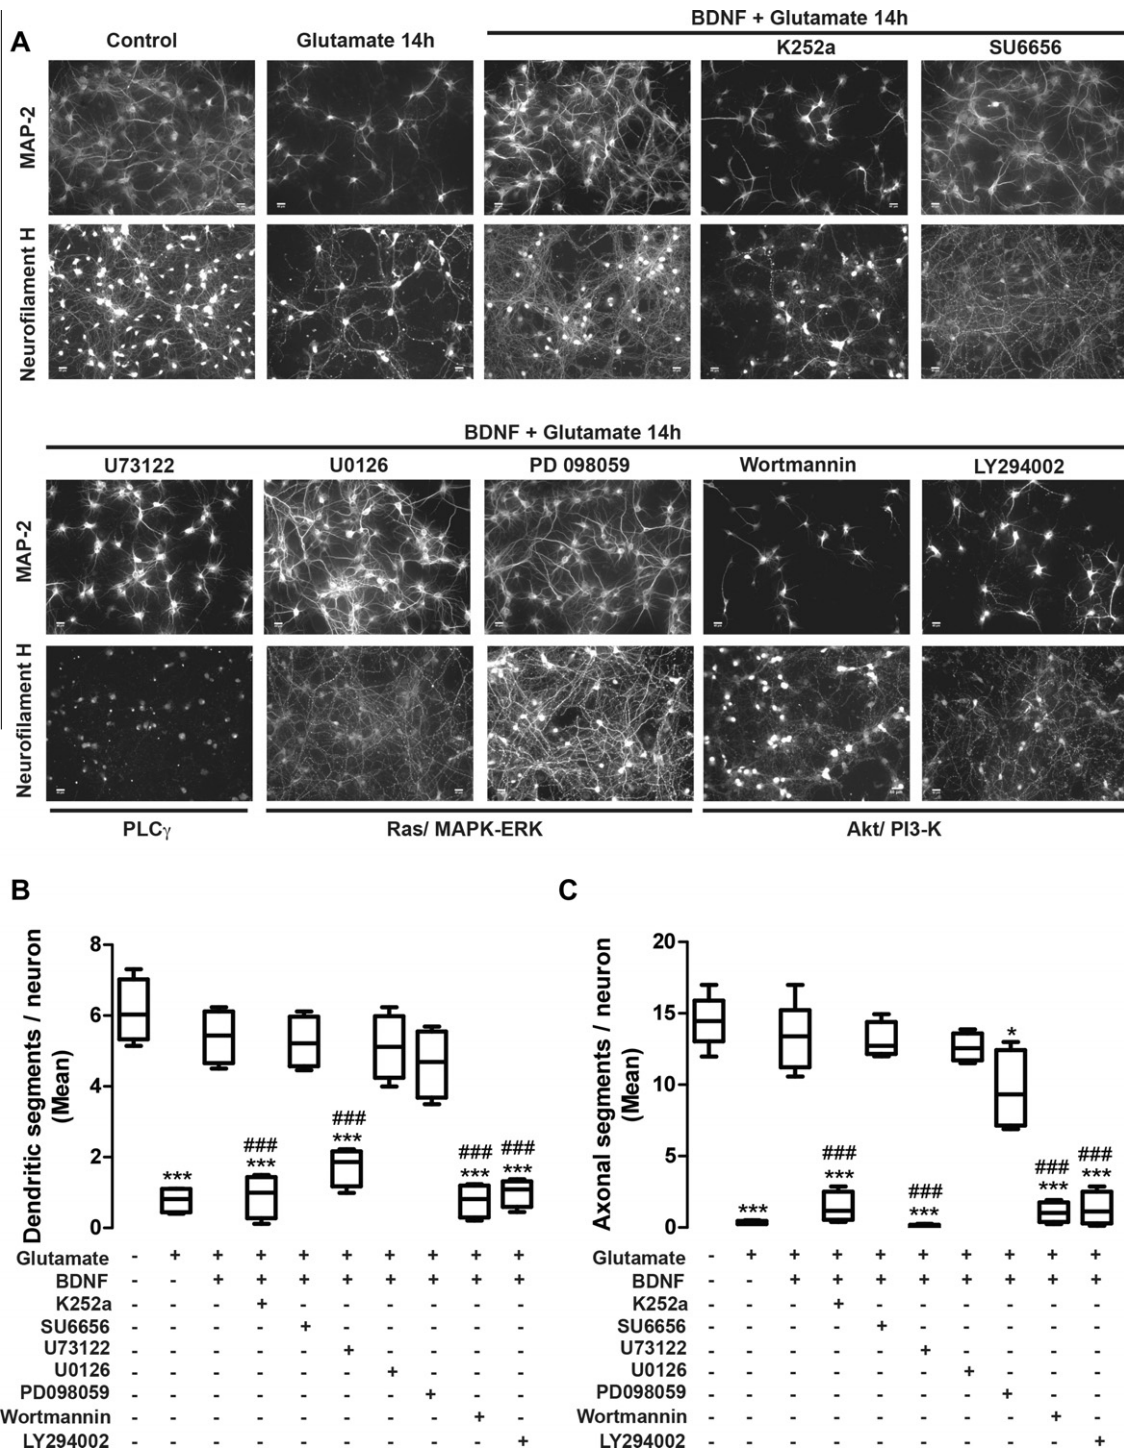 A
BDNF + Glutamate 14h
Control Glutamate 14h K252a SU6656
MAP-2
Neurofilament H
BDNF + Glutamate 14h
U73122 U0126 PD 098059 Wortmannin LY294002
MAP-2
Neurofilament H
PLCγ Ras/ MAPK-ERK Akt/ PI3-K
B
Dendritic segments / neuron
(Mean)
8
6
4
2
0
***
###
***
###
***
###
***
###
***
Glutamate - + + + + + + + + +
BDNF - - + + + + + + + +
K252a - - - + - - - - - -
SU6656 - - - - + - - - - -
U73122 - - - - - + - - - -
U0126 - - - - - - + - - -
PD098059 - - - - - - - + - -
Wortmannin - - - - - - - - + -
LY294002 - - - - - - - - - +
C
Axonal segments / neuron
(Mean)
20
15
10
5
0
***
###
***
###
***
*
###
***
###
***
Glutamate - + + + + + + + + +
BDNF - - + + + + + + + +
K252a - - - + - - - - - -
SU6656 - - - - + - - - - -
U73122 - - - - - + - - - -
U0126 - - - - - - + - - -
PD098059 - - - - - - - + - -
Wortmannin - - - - - - - - + -
LY294002 - - - - - - - - - +